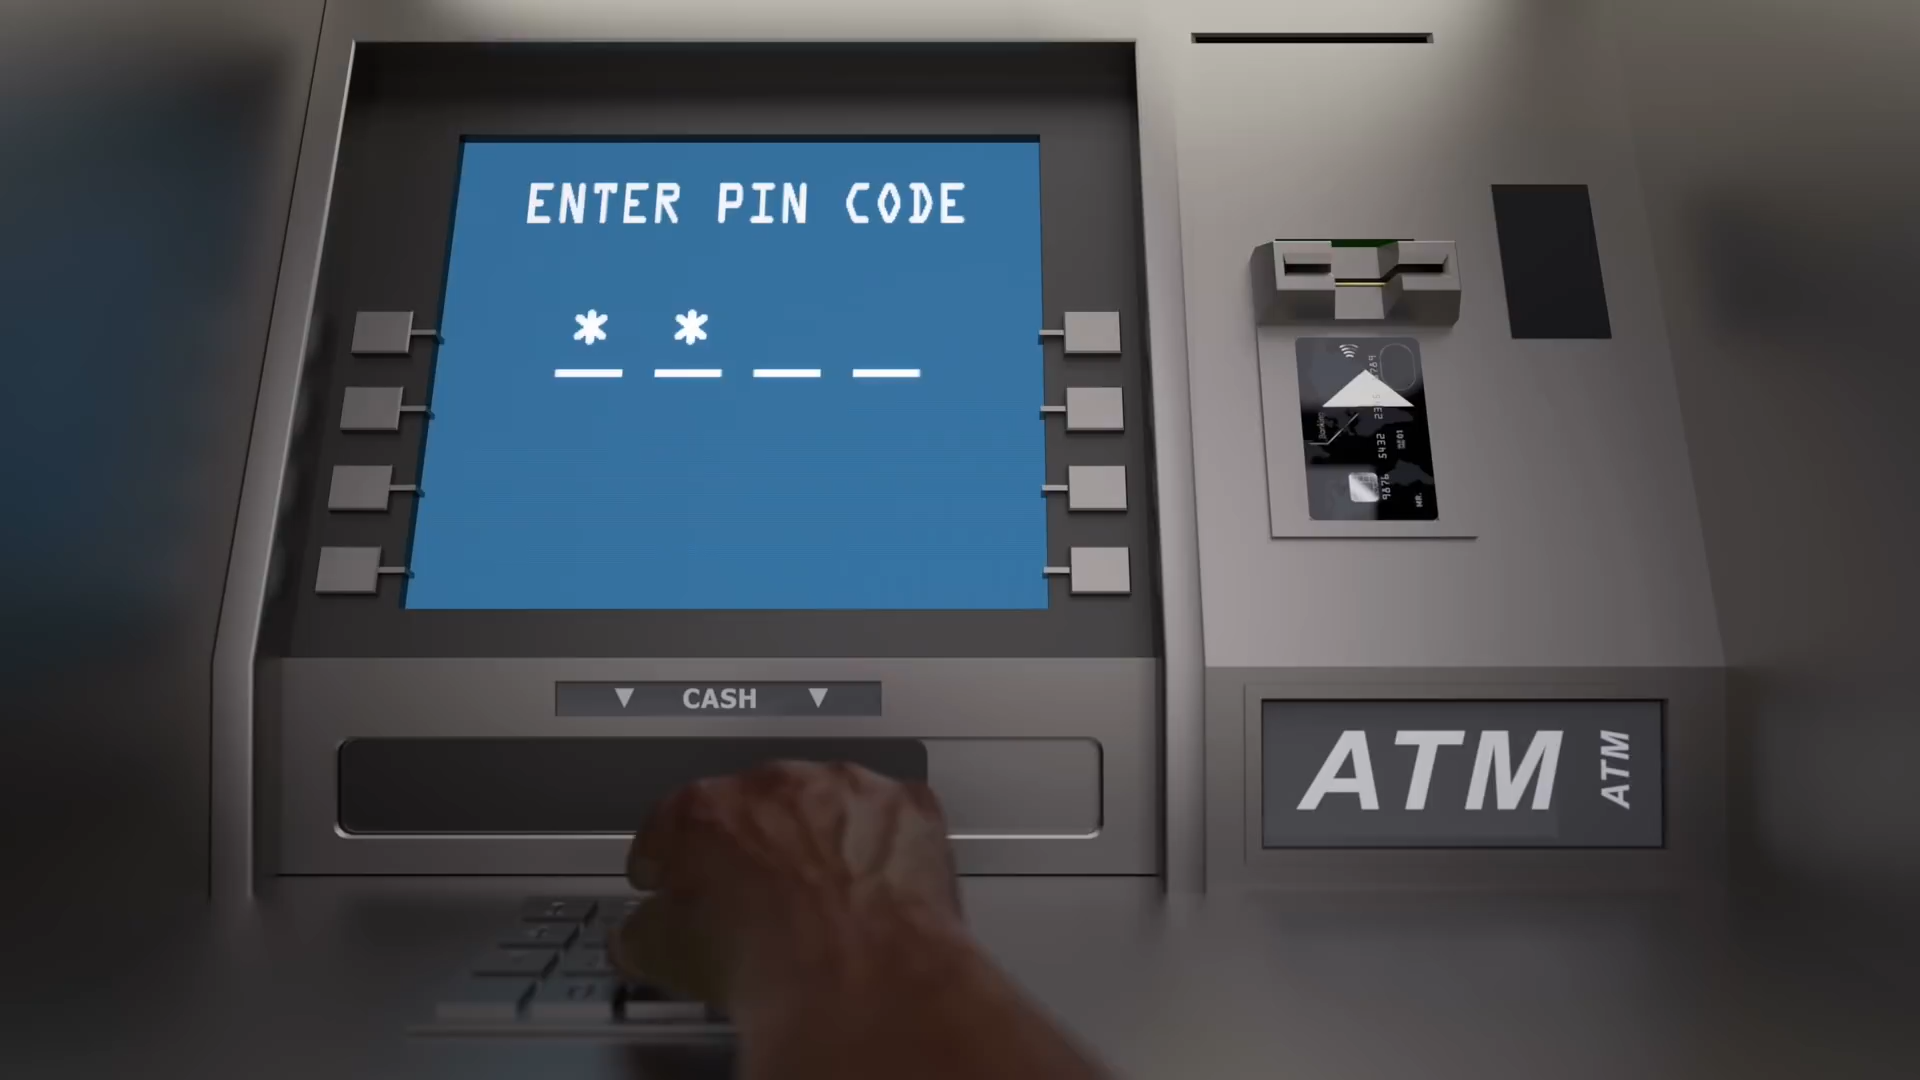 ENTER PIN CODE
* *
CASH
ATM
ATM